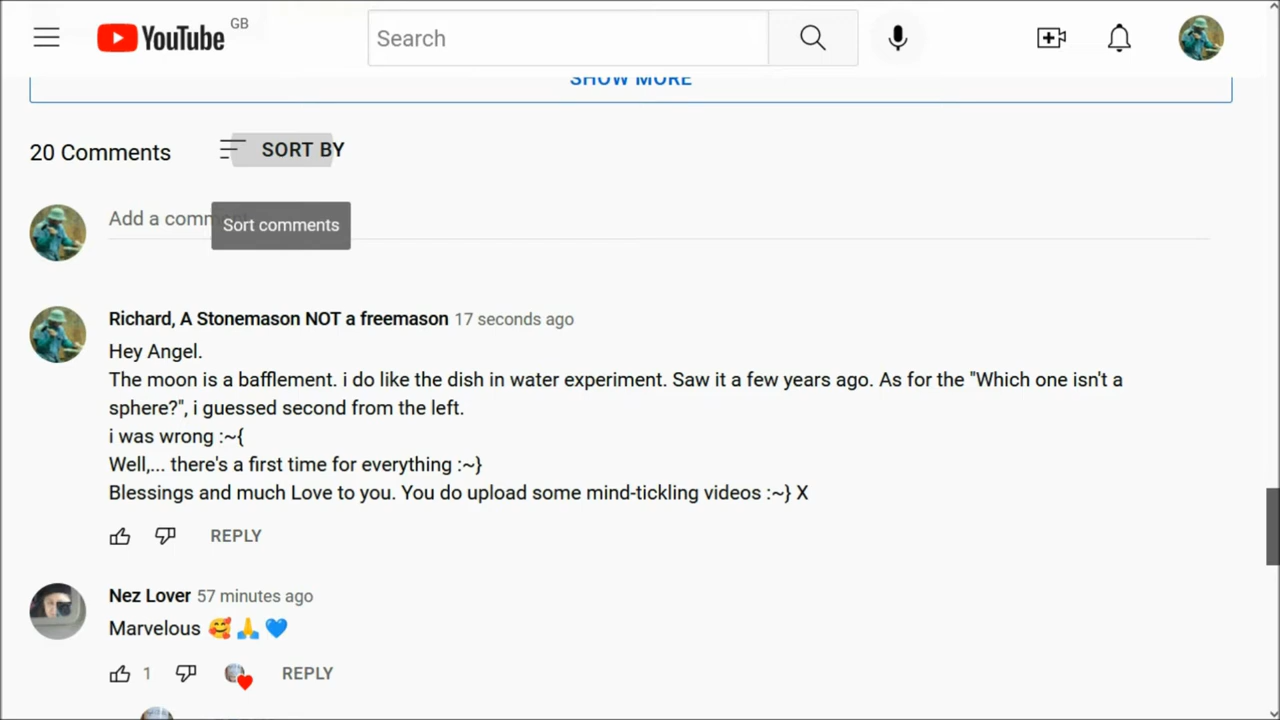 YouTube GB
Search
SHOW MORE
20 Comments
SORT BY
Add a comm
Sort comments
Richard, A Stonemason NOT a freemason 17 seconds ago
Hey Angel.
The moon is a bafflement. i do like the dish in water experiment. Saw it a few years ago. As for the "Which one isn't a
sphere?", i guessed second from the left.
i was wrong :~{
Well,... there's a first time for everything :~}
Blessings and much Love to you. You do upload some mind-tickling videos :~} X
REPLY
Nez Lover 57 minutes ago
Marvelous 🥰🙏💙
1 REPLY